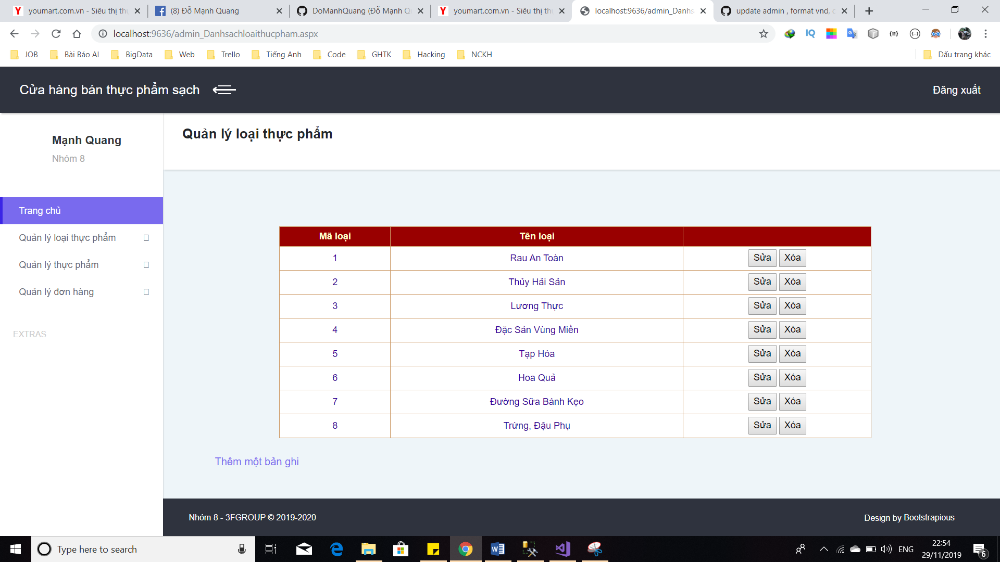 youmart.com.vn - Siêu thị thị
(8) Đỗ Mạnh Quang
DoManhQuang (Đỗ Mạnh Q
youmart.com.vn - Siêu thị thị
localhost:9636/admin_Danhs
update admin , format vnd, c
localhost:9636/admin_Danhsachloaithucpham.aspx
JOB
Bài Báo AI
BigData
Web
Trello
Tiếng Anh
Code
GHTK
Hacking
NCKH
Dấu trang khác
Cửa hàng bán thực phẩm sạch
Đăng xuất
Mạnh Quang
Nhóm 8
Trang chủ
Quản lý loại thực phẩm
Quản lý thực phẩm
Quản lý đơn hàng
EXTRAS
Quản lý loại thực phẩm
Mã loại Tên loại
1 Rau An Toàn Sửa Xóa
2 Thủy Hải Sản Sửa Xóa
3 Lương Thực Sửa Xóa
4 Đặc Sản Vùng Miền Sửa Xóa
5 Tạp Hóa Sửa Xóa
6 Hoa Quả Sửa Xóa
7 Đường Sữa Bánh Kẹo Sửa Xóa
8 Trứng, Đậu Phụ Sửa Xóa
Thêm một bản ghi
Nhóm 8 - 3FGROUP © 2019-2020
Design by Bootstrapious
Type here to search
ENG
22:54
29/11/2019
6